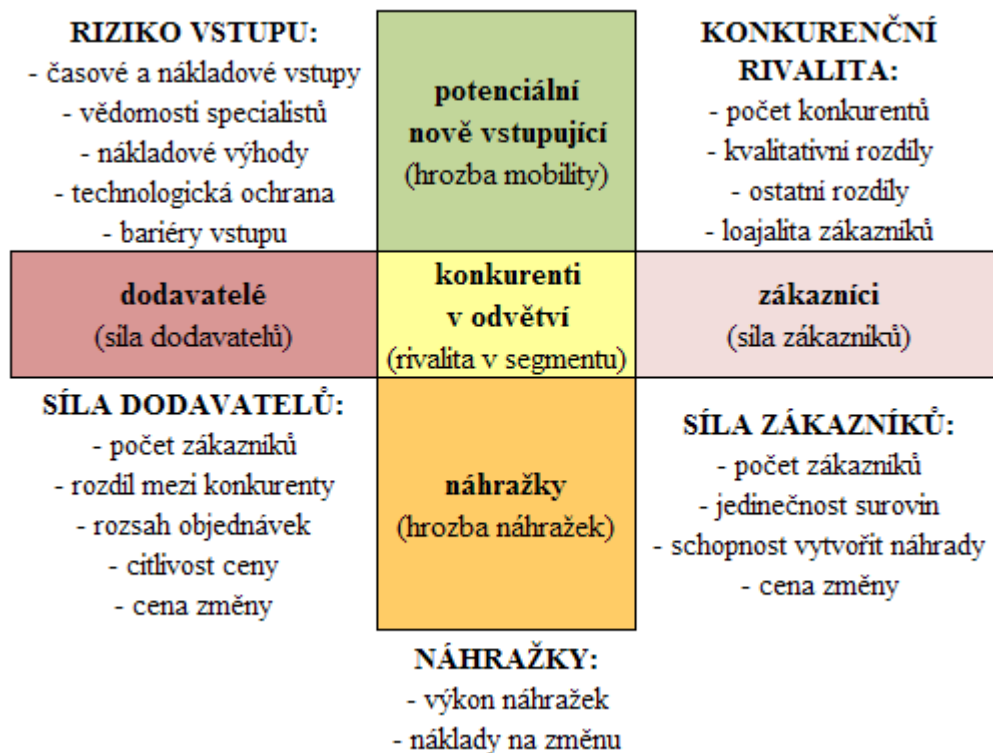 RIZIKO VSTUPU:
- časové a nákladové vstupy
- vědomosti specialistů
- nákladové výhody
- technologická ochrana
- bariéry vstupu
potenciální
nově vstupující
(hrozba mobility)
KONKURENČNÍ
RIVALITA:
- počet konkurentů
- kvalitativní rozdíly
- ostatní rozdíly
- loajalita zákazníků
dodavatelé
(síla dodavatelů)
konkurenti
v odvětví
(rivalita v segmentu)
zákazníci
(síla zákazníků)
SÍLA DODAVATELŮ:
- počet zákazníků
- rozdíl mezi konkurenty
- rozsah objednávek
- citlivost ceny
- cena změny
náhražky
(hrozba náhražek)
SÍLA ZÁKAZNÍKŮ:
- počet zákazníků
- jedinečnost surovin
- schopnost vytvořit náhrady
- cena změny
NÁHRAŽKY:
- výkon náhražek
- náklady na změnu